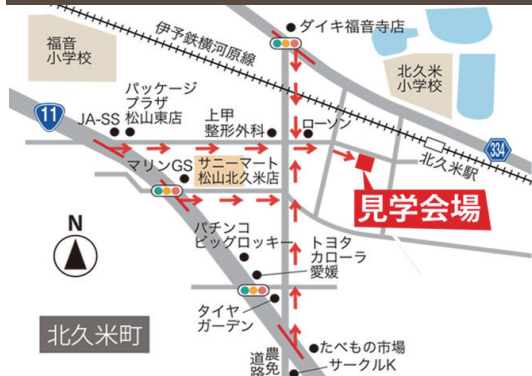 ダイキ福音寺店
伊予鉄横河原線
福音
小学校
北久米
小学校
11
パッケージ
プラザ
松山東店
JA-SS
上甲
整形外科
ローソン
334
北久米駅
マリンGS
サニーマート
松山北久米店
見学会場
N
パチンコ
ビッグロッキー
トヨタ
カローラ
愛媛
タイヤ
ガーデン
北久米町
たべもの市場
農免
道路
サークルK